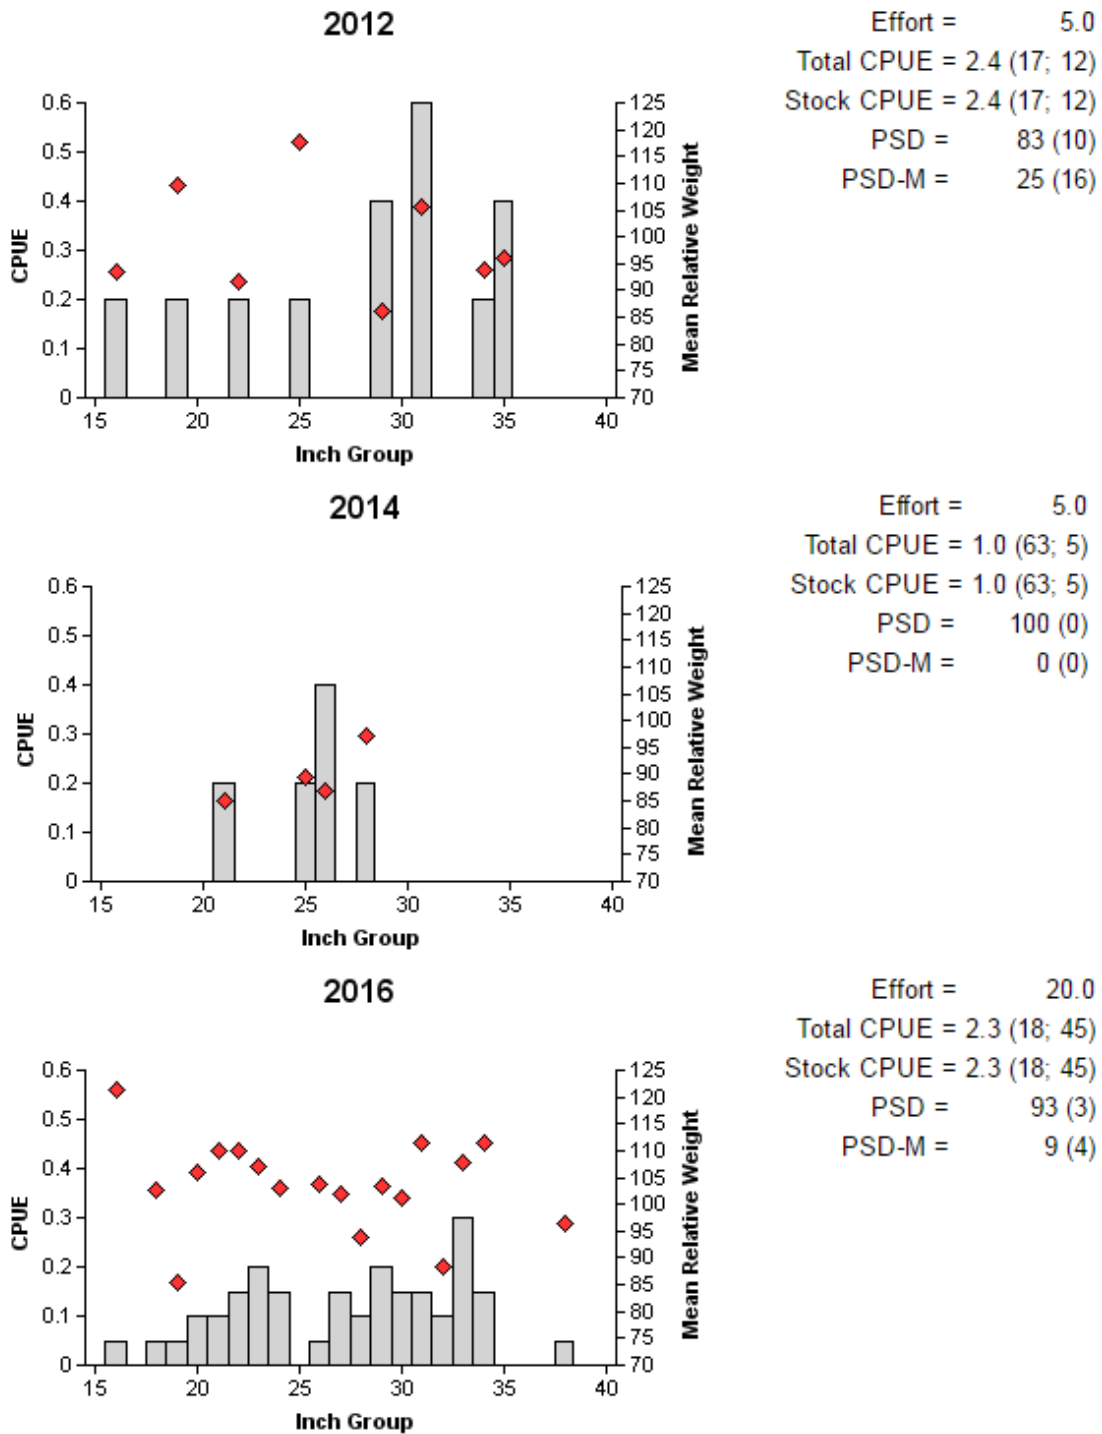 2012
Effort = 5.0
Total CPUE = 2.4 (17; 12)
Stock CPUE = 2.4 (17; 12)
PSD = 83 (10)
PSD-M = 25 (16)
0.6
0.5
0.4
0.3
0.2
0.1
0
CPUE
125
120
115
110
105
100
95
90
85
80
75
70
Mean Relative Weight
15 20 25 30 35 40
Inch Group
2014
Effort = 5.0
Total CPUE = 1.0 (63; 5)
Stock CPUE = 1.0 (63; 5)
PSD = 100 (0)
PSD-M = 0 (0)
0.6
0.5
0.4
0.3
0.2
0.1
0
CPUE
125
120
115
110
105
100
95
90
85
80
75
70
Mean Relative Weight
15 20 25 30 35 40
Inch Group
2016
Effort = 20.0
Total CPUE = 2.3 (18; 45)
Stock CPUE = 2.3 (18; 45)
PSD = 93 (3)
PSD-M = 9 (4)
0.6
0.5
0.4
0.3
0.2
0.1
0
CPUE
125
120
115
110
105
100
95
90
85
80
75
70
Mean Relative Weight
15 20 25 30 35 40
Inch Group